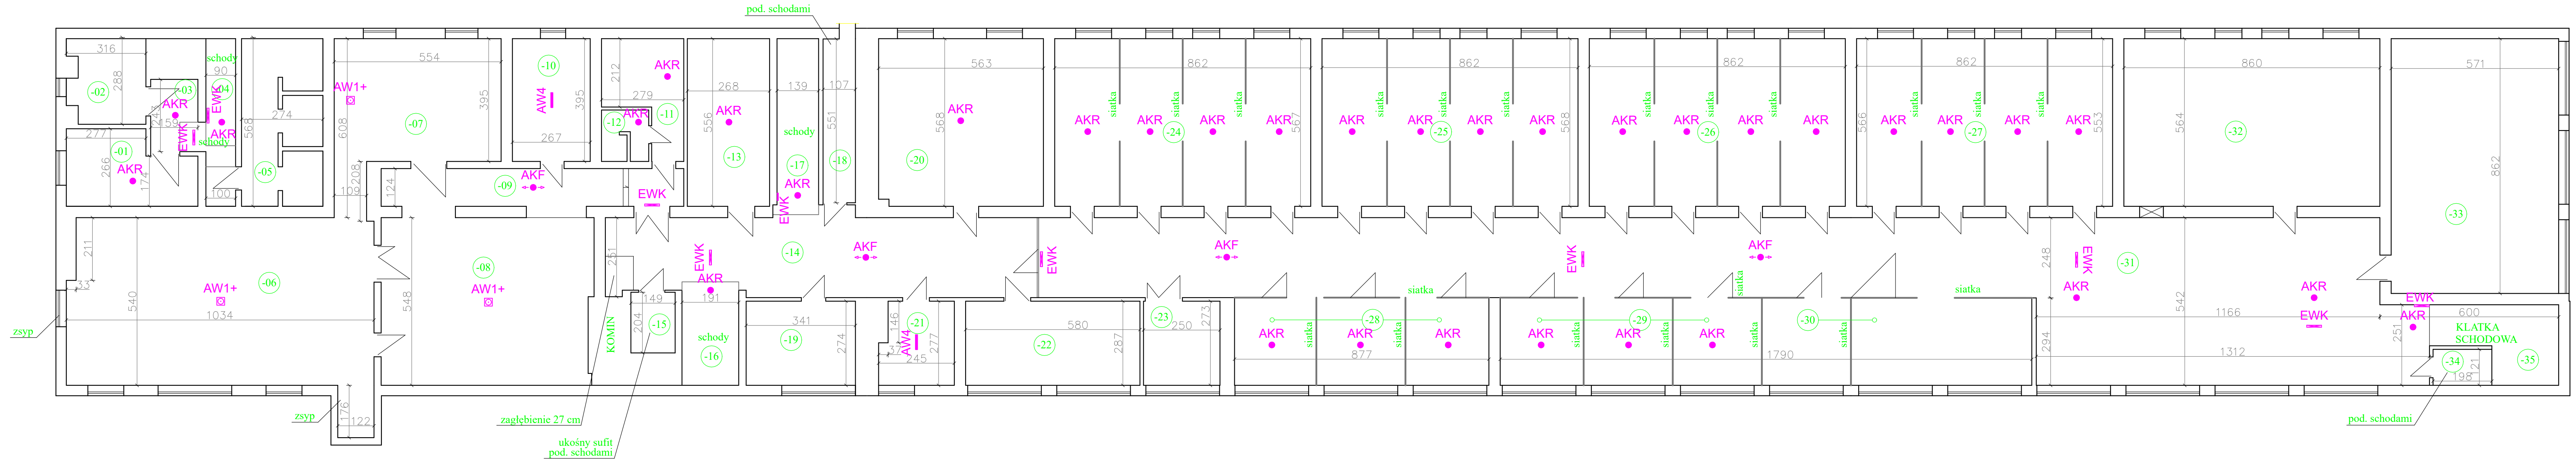 pod. schodami
316
288
-02
-03
AKR
247
159
EWK
schody
90
-04
EWK
AKR
schody
568
274
-05
100
277
-01
266
AKR
174
554
AW1+
608
-07
395
208
109
124
-10
AW4
395
267
212
AKR
279
-12
AKR
-11
268
AKR
556
-13
139
schody
-17
AKR
EWK
107
551
-18
563
AKR
568
-20
862
siatka
siatka
siatka
AKR
AKR
AKR
AKR
-24
567
862
siatka
siatka
siatka
AKR
AKR
AKR
AKR
-25
568
862
siatka
siatka
siatka
AKR
AKR
AKR
AKR
-26
862
566
siatka
siatka
siatka
AKR
AKR
AKR
AKR
-27
553
860
564
-32
571
862
-33
-09
AKF
EWK
211
33
540
-06
AW1+
1034
zsyp
zsyp
176
122
548
-08
AW1+
251
KOMIN
149
204
-15
EWK
AKR
191
schody
-16
zagłębienie 27 cm
ukośny sufit
pod. schodami
-14
AKF
341
-19
274
146
-21
AW4
37
277
245
EWK
580
-22
287
-23
250
273
AKF
EWK
AKF
siatka
siatka
siatka
AKR
siatka
AKR
siatka
AKR
-28
877
AKR
siatka
AKR
siatka
AKR
siatka
-29
-30
1790
248
EWK
-31
AKR
542
294
1166
1312
AKR
EWK
EWK
AKR
251
600
KLATKA
SCHODOWA
-34
121
198
-35
pod. schodami